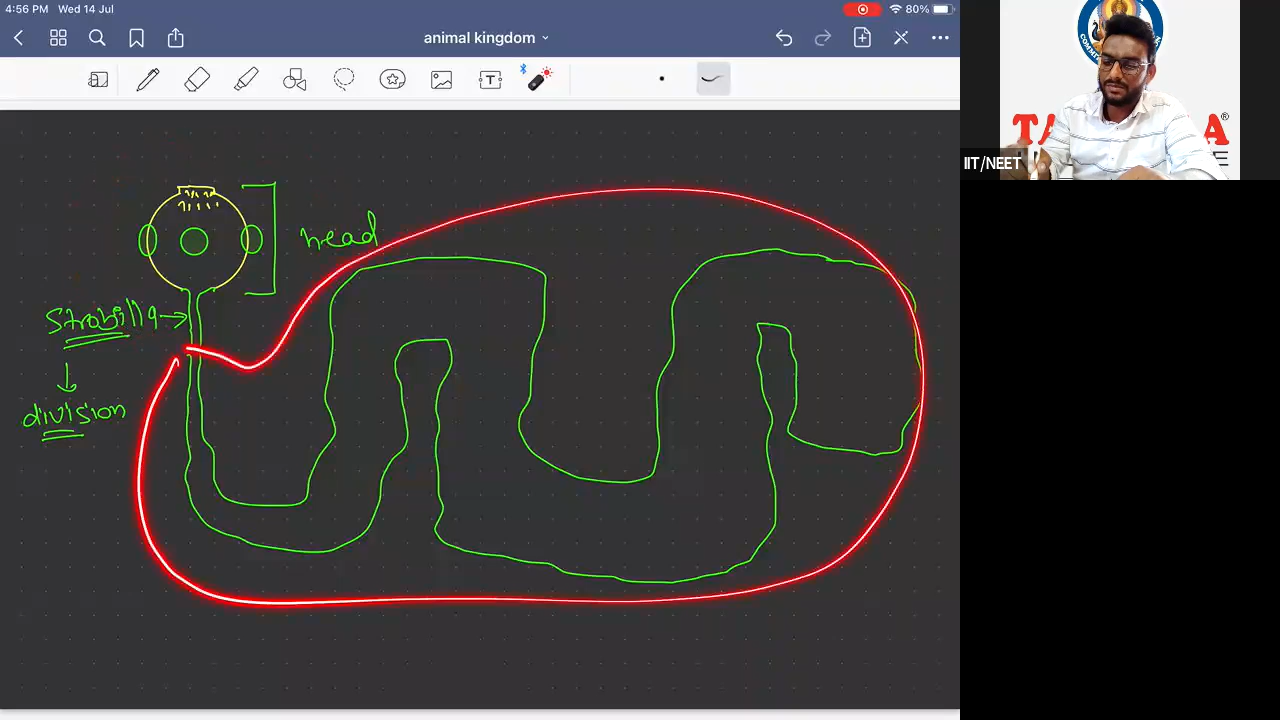 4:56 PM Wed 14 Jul
80%
animal kingdom
T
IIT/NEET
head
Strobilla
division